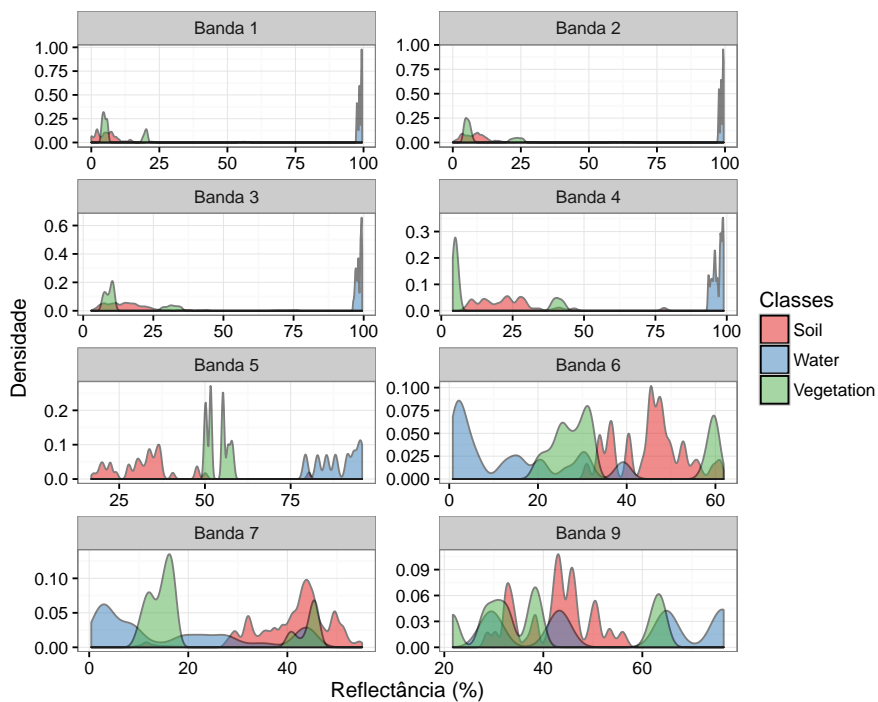 Banda 1
Banda 2
1.00
0.75
0.50
0.25
0.00
1.00
0.75
0.50
0.25
0.00
0 25 50 75 100
0 25 50 75 100
Banda 3
Banda 4
0.6
0.4
0.2
0.0
0.3
0.2
0.1
0.0
0 25 50 75 100
0 25 50 75 100
Banda 5
Banda 6
0.2
0.1
0.0
0.100
0.075
0.050
0.025
0.000
25 50 75
0 20 40 60
Banda 7
Banda 9
0.10
0.05
0.00
0.09
0.06
0.03
0.00
0 20 40
20 40 60
Densidade
Reflectância (%)
Classes
Soil
Water
Vegetation